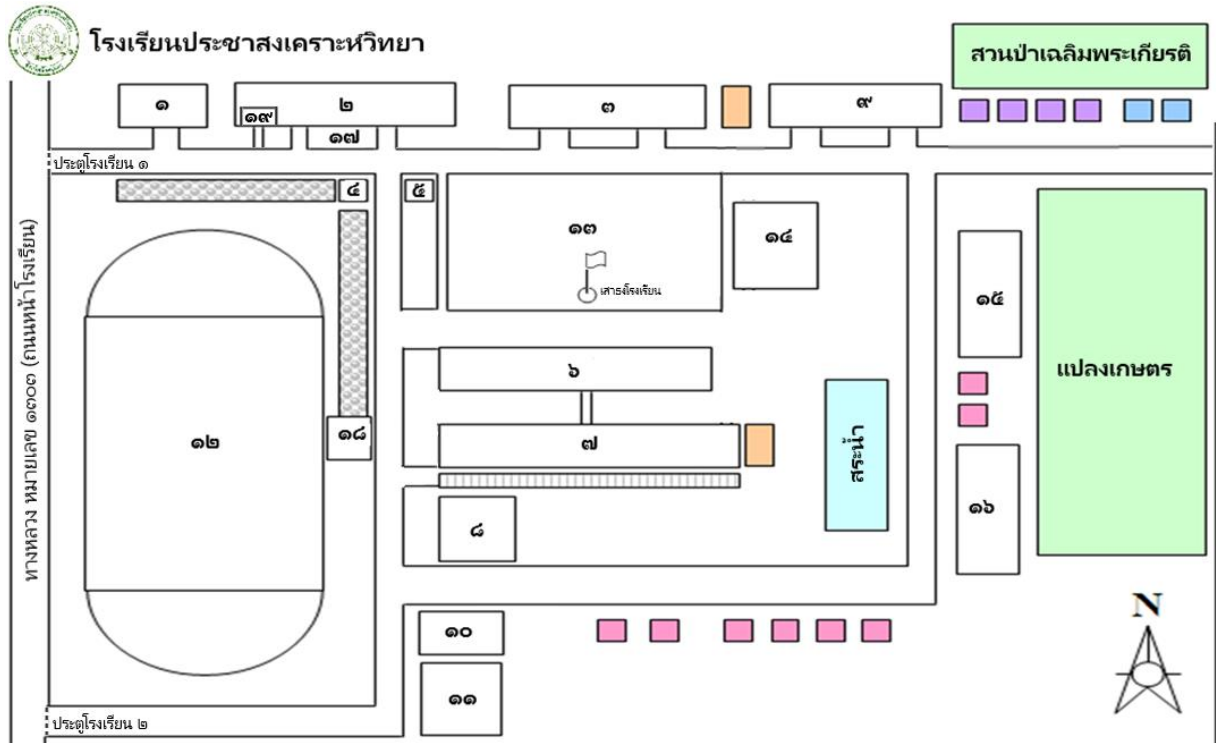 โรงเรียนประชาสงเคราะห์วิทยา
สวนป่าเฉลิมพระเกียรติ
๑
๒
๓
๙
๑๙
๑๗
ประตูโรงเรียน ๑
๔
๕
๑๓
๑๔
เสาธงโรงเรียน
๑๕
แปลงเกษตร
๖
๑๒
๑๘
๗
สระน้ำ
๘
๑๖
ทางหลวง หมายเลข ๑๓๐๓ (ถนนหน้าโรงเรียน)
N
๑๐
๑๑
ประตูโรงเรียน ๒